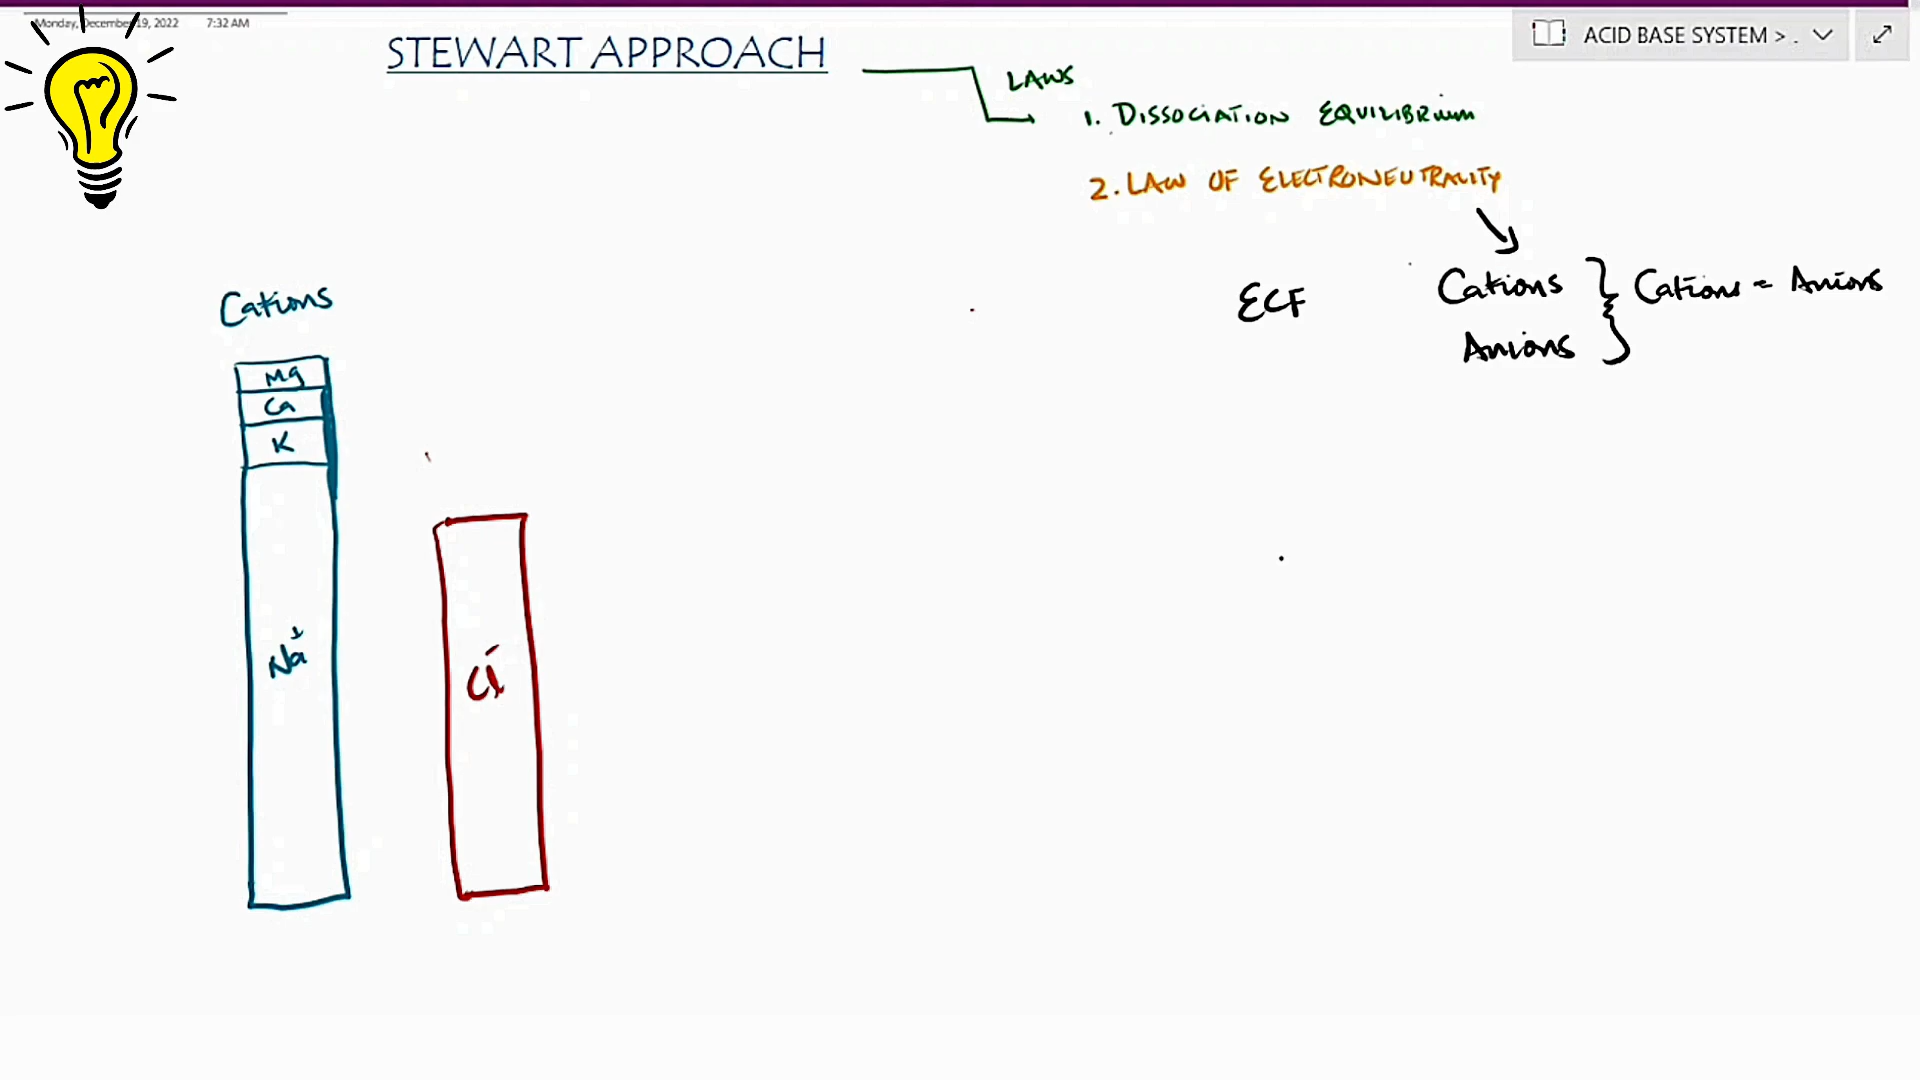 Monday, December 19, 2022 7:32 AM
ACID BASE SYSTEM > .
STEWART APPROACH
LAWS
1. DISSOCIATION EQUILIBRIUM
2. LAW OF ELECTRONEUTRALITY
ECF
Cations
Anions
Cations = Anions
Cations
Mg
Ca
K
Na+
Cl-